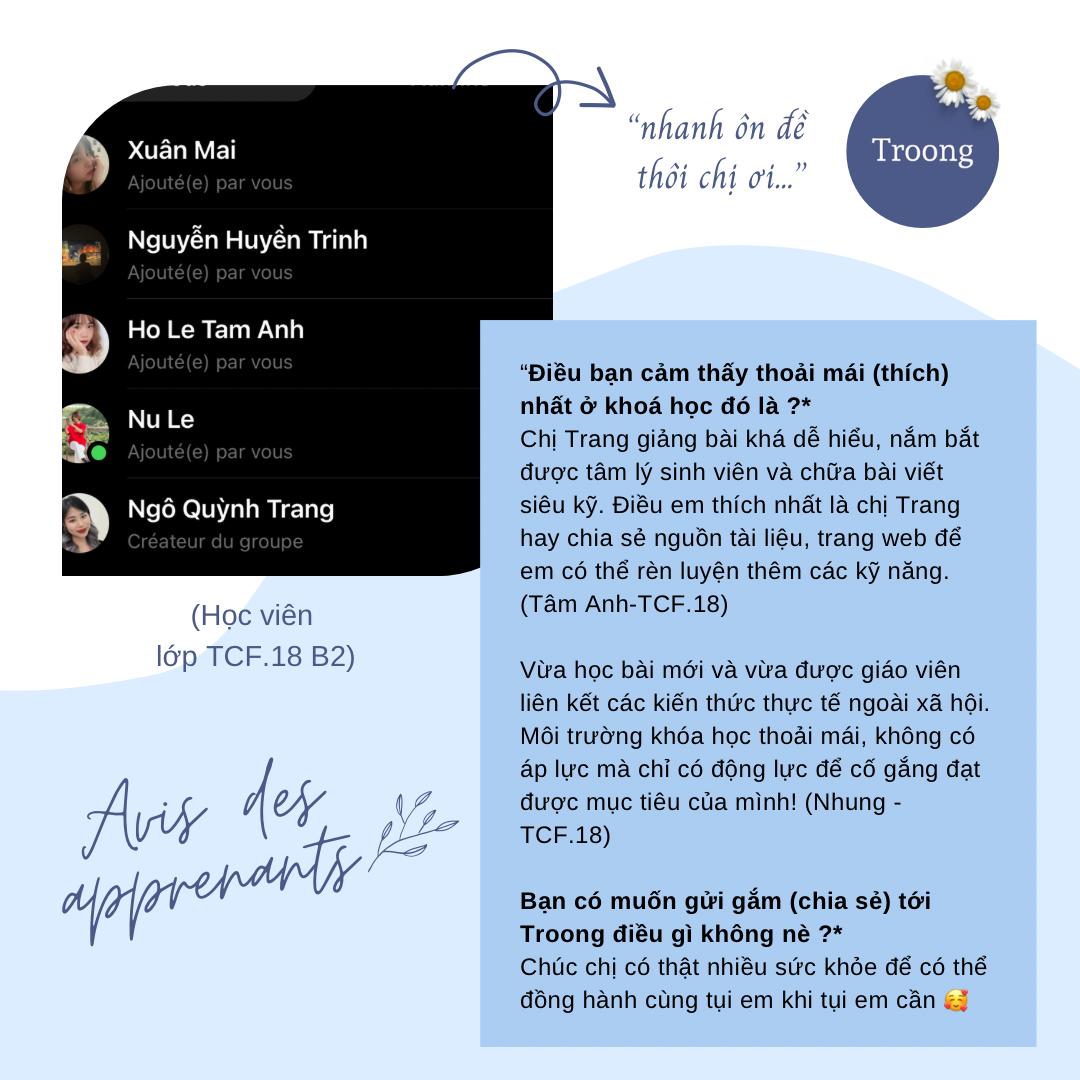 Xuân Mai
Ajouté(e) par vous
Nguyễn Huyền Trinh
Ajouté(e) par vous
Ho Le Tam Anh
Ajouté(e) par vous
Nu Le
Ajouté(e) par vous
Ngô Quỳnh Trang
Créateur du groupe
“nhanh ôn đề
thôi chị ơi...”
Troong
(Học viên
lớp TCF.18 B2)
Avis des
apprenants
“Điều bạn cảm thấy thoải mái (thích)
nhất ở khoá học đó là ?*
Chị Trang giảng bài khá dễ hiểu, nắm bắt
được tâm lý sinh viên và chữa bài viết
siêu kỹ. Điều em thích nhất là chị Trang
hay chia sẻ nguồn tài liệu, trang web để
em có thể rèn luyện thêm các kỹ năng.
(Tâm Anh-TCF.18)
Vừa học bài mới và vừa được giáo viên
liên kết các kiến thức thực tế ngoài xã hội.
Môi trường khóa học thoải mái, không có
áp lực mà chỉ có động lực để cố gắng đạt
được mục tiêu của mình! (Nhung -
TCF.18)
Bạn có muốn gửi gắm (chia sẻ) tới
Troong điều gì không nè ?*
Chúc chị có thật nhiều sức khỏe để có thể
đồng hành cùng tụi em khi tụi em cần 🥰